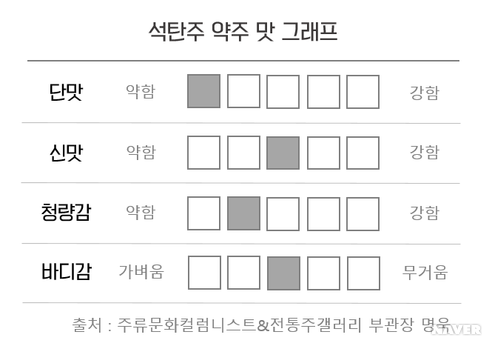 석탄주 약주 맛 그래프
단맛 약함 강함
신맛 약함 강함
청량감 약함 강함
바디감 가벼움 무거움
출처 : 주류문화컬럼니스트&전통주갤러리 부관장 명욱
NAVER